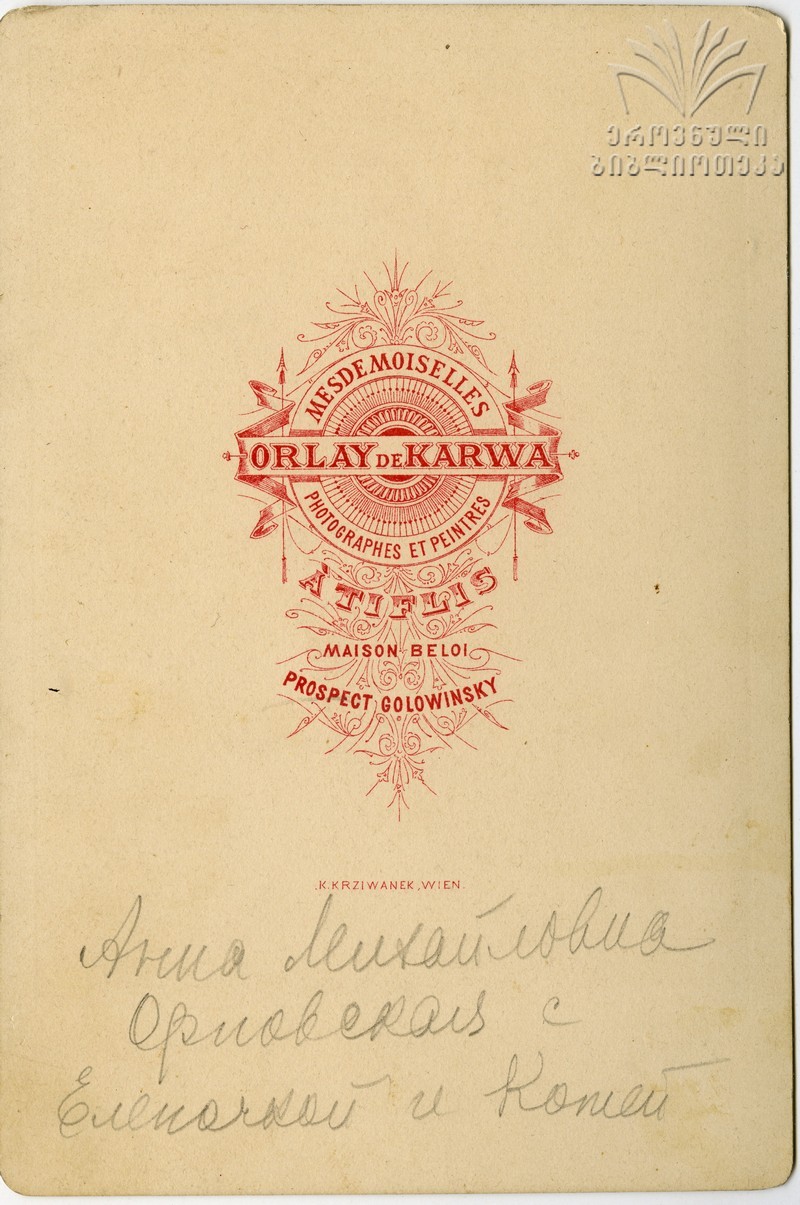 ეროვნული
ბიბლიოთეკა
MESDEMOISELLES
ORLAY DE KARWA
PHOTOGRAPHES ET PEINTRES
À TIFLIS
MAISON BELOI
PROSPECT GOLOWINSKY
K. KRZIWANEK, WIEN.
Анна Михайловна
Орловская с
Еленочкой и Котей